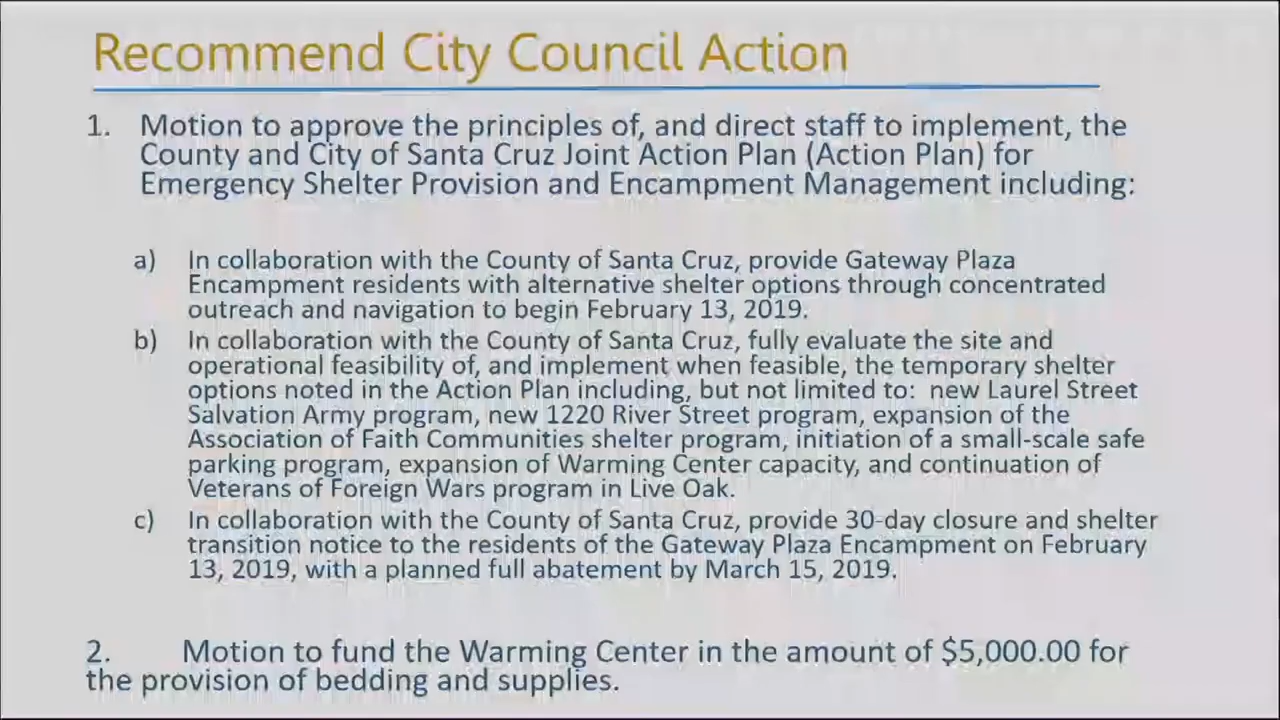 Recommend City Council Action
1. Motion to approve the principles of, and direct staff to implement, the
County and City of Santa Cruz Joint Action Plan (Action Plan) for
Emergency Shelter Provision and Encampment Management including:
a) In collaboration with the County of Santa Cruz, provide Gateway Plaza
Encampment residents with alternative shelter options through concentrated
outreach and navigation to begin February 13, 2019.
b) In collaboration with the County of Santa Cruz, fully evaluate the site and
operational feasibility of, and implement when feasible, the temporary shelter
options noted in the Action Plan including, but not limited to: new Laurel Street
Salvation Army program, new 1220 River Street program, expansion of the
Association of Faith Communities shelter program, initiation of a small-scale safe
parking program, expansion of Warming Center capacity, and continuation of
Veterans of Foreign Wars program in Live Oak.
c) In collaboration with the County of Santa Cruz, provide 30-day closure and shelter
transition notice to the residents of the Gateway Plaza Encampment on February
13, 2019, with a planned full abatement by March 15, 2019.
2. Motion to fund the Warming Center in the amount of $5,000.00 for
the provision of bedding and supplies.